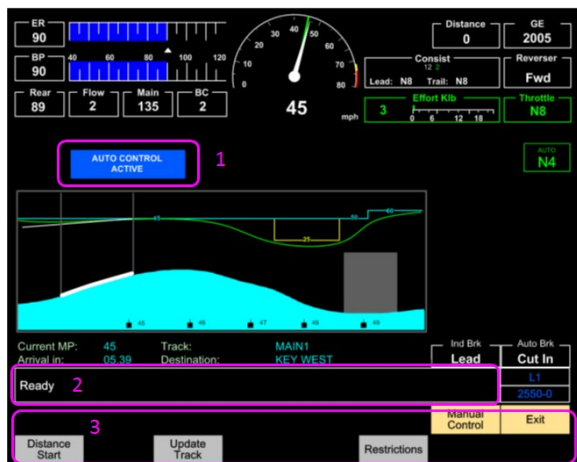 ER
90
BP
90
40 60 80 100 120
Rear
89
Flow
2
Main
135
BC
2
0 10 20 30 40 50 60 70 80
45
mph
Distance
0
GE
2005
Consist
12 2
Lead: N8 Trail: N8
Reverser
Fwd
Effort Klb
3
0 6 12 18
Throttle
N8
AUTO CONTROL
ACTIVE
1
AUTO
N4
45
50
60
25
45 46 47 48 49
Current MP: 45 Track: MAIN1
Arrival in: 05.39 Destination: KEY WEST
Ind Brk
Lead
Auto Brk
Cut In
Ready
2
L1
2550-0
3
Manual
Control
Exit
Distance
Start
Update
Track
Restrictions